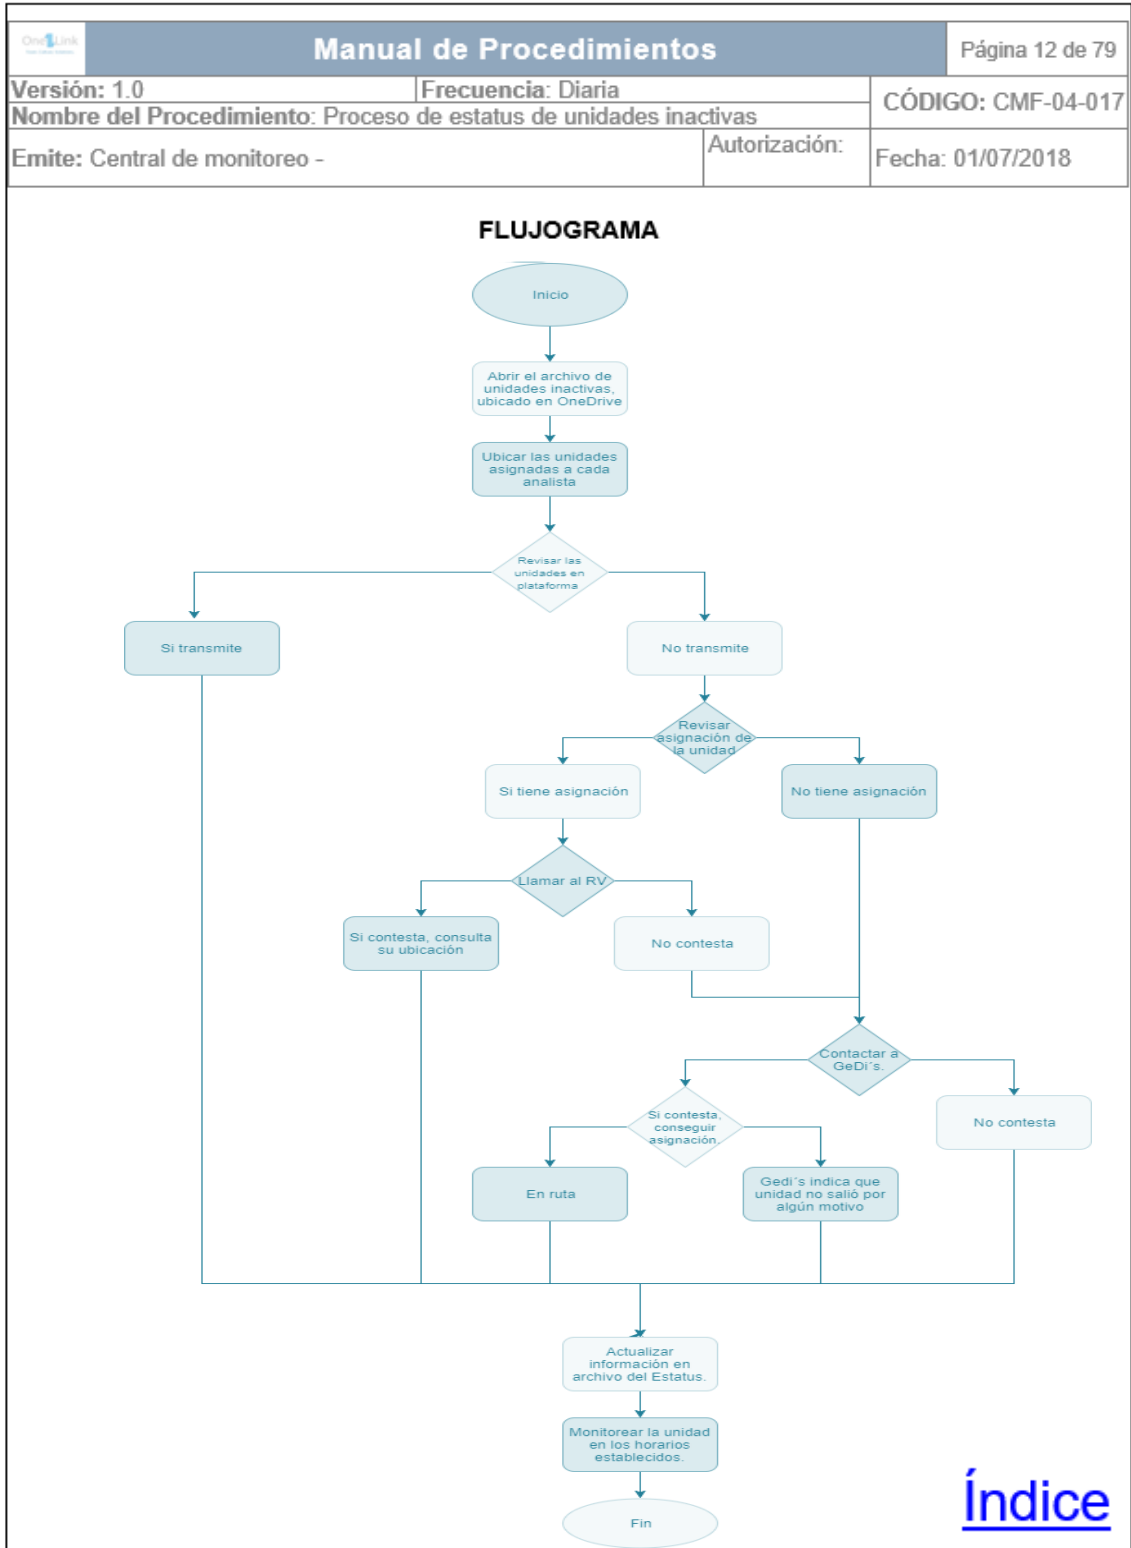 One Link
Manual de Procedimientos
Página 12 de 79
Versión: 1.0
Frecuencia: Diaria
CÓDIGO: CMF-04-017
Nombre del Procedimiento: Proceso de estatus de unidades inactivas
Emite: Central de monitoreo -
Autorización:
Fecha: 01/07/2018
FLUJOGRAMA
Inicio
Abrir el archivo de
unidades inactivas,
ubicado en OneDrive
Ubicar las unidades
asignadas a cada
analista
Revisar las
unidades en
plataforma
Si transmite
No transmite
Revisar
asignación de
la unidad
Si tiene asignación
No tiene asignación
Llamar al RV
Si contesta, consulta
su ubicación
No contesta
Contactar a
GeDi´s.
Si contesta,
conseguir
asignación.
No contesta
En ruta
Gedi´s indica que
unidad no salió por
algún motivo
Actualizar
información en
archivo del Estatus.
Monitorear la unidad
en los horarios
establecidos.
Fin
Índice